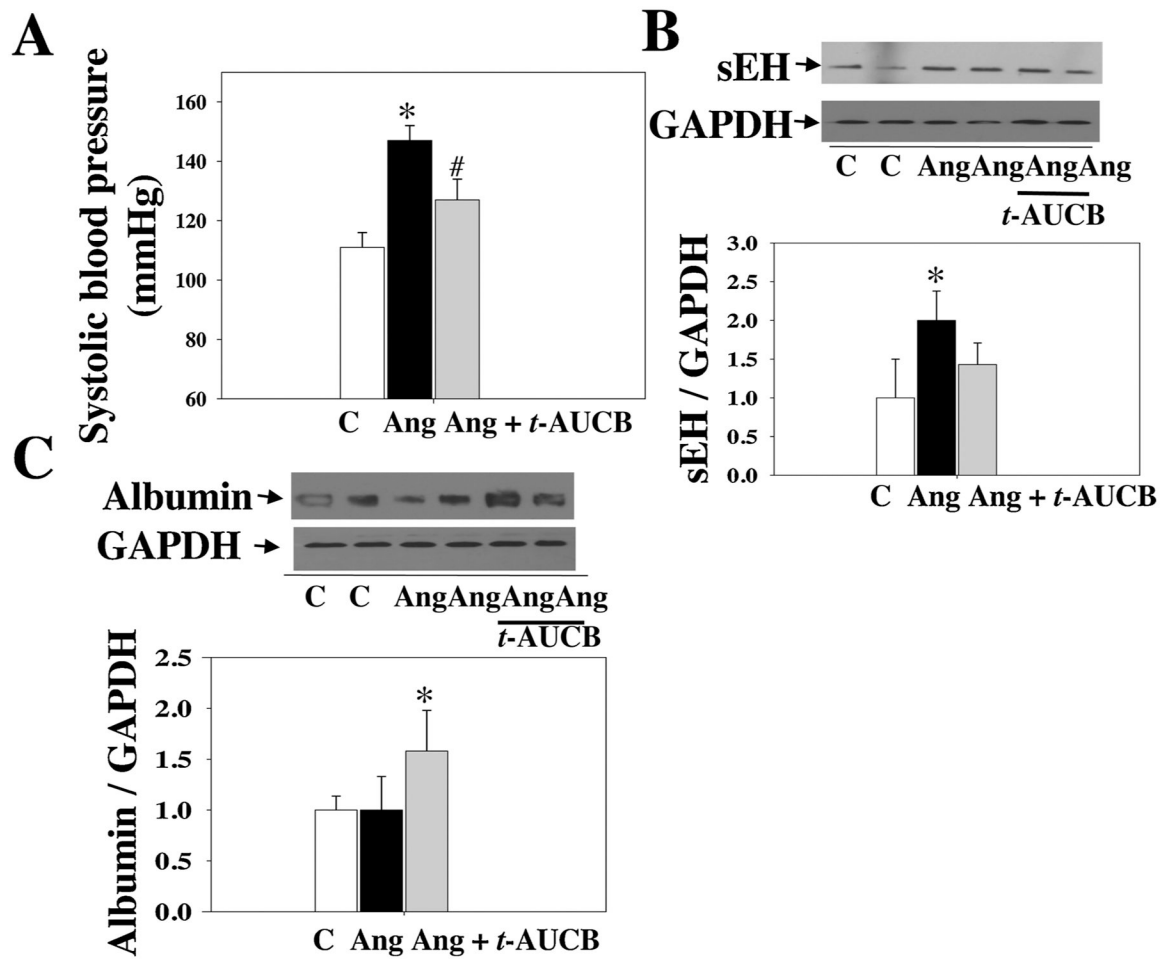 A
Systolic blood pressure
(mmHg)
160
140
120
100
80
60
*
#
C Ang Ang + t-AUCB
B
sEH
GAPDH
C C Ang Ang Ang Ang
t-AUCB
sEH / GAPDH
3.0
2.5
2.0
1.5
1.0
0.5
0.0
*
C Ang Ang + t-AUCB
C
Albumin
GAPDH
C C Ang Ang Ang Ang
t-AUCB
Albumin / GAPDH
2.5
2.0
1.5
1.0
0.5
0.0
*
C Ang Ang + t-AUCB